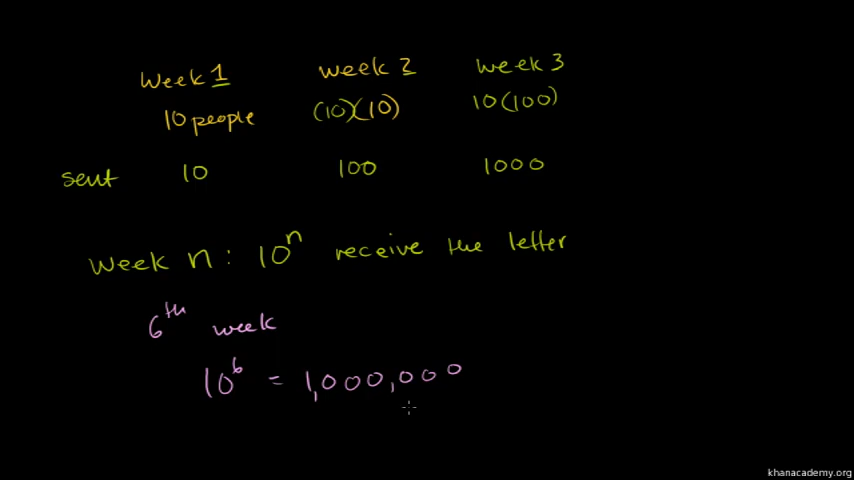 Week 1 week 2 week 3
10 people (10)(10) 10(100)
sent 10 100 1000
Week n : 10ⁿ receive the letter
6ᵗʰ week
10⁶ = 1,000,000
khanacademy.org